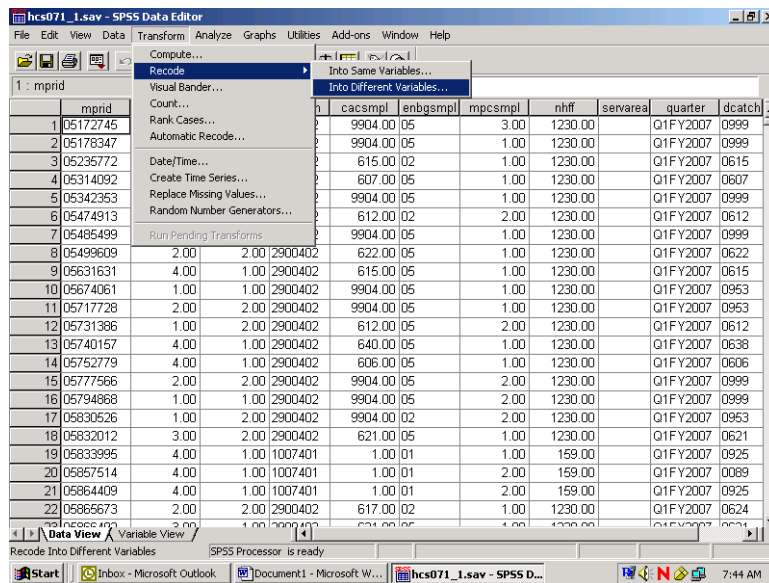 hcs071_1.sav - SPSS Data Editor
File Edit View Data Transform Analyze Graphs Utilities Add-ons Window Help
Compute...
Recode
Into Same Variables...
1 : mprid
Visual Bander...
Into Different Variables...
Count...
Rank Cases...
Automatic Recode...
Date/Time...
Create Time Series...
Replace Missing Values...
Random Number Generators...
Run Pending Transforms
mprid cacsmpl enbgsmpl mpcsmpl nhff servarea quarter dcatch
1 05172745 9904.00 05 3.00 1230.00 Q1FY2007 0999
2 05178347 9904.00 05 1.00 1230.00 Q1FY2007 0999
3 05235772 615.00 02 1.00 1230.00 Q1FY2007 0615
4 05314092 607.00 05 1.00 1230.00 Q1FY2007 0607
5 05342353 9904.00 05 1.00 1230.00 Q1FY2007 0999
6 05474913 612.00 02 2.00 1230.00 Q1FY2007 0612
7 05485499 9904.00 05 1.00 1230.00 Q1FY2007 0999
8 05499609 2.00 2.00 2900402 622.00 05 1.00 1230.00 Q1FY2007 0622
9 05631631 4.00 1.00 2900402 615.00 05 1.00 1230.00 Q1FY2007 0615
10 05674061 1.00 1.00 2900402 9904.00 05 1.00 1230.00 Q1FY2007 0953
11 05717728 2.00 2.00 2900402 9904.00 05 1.00 1230.00 Q1FY2007 0953
12 05731386 1.00 2.00 2900402 612.00 05 2.00 1230.00 Q1FY2007 0612
13 05740157 4.00 1.00 2900402 640.00 05 1.00 1230.00 Q1FY2007 0638
14 05752779 4.00 1.00 2900402 606.00 05 1.00 1230.00 Q1FY2007 0606
15 05777566 2.00 2.00 2900402 9904.00 05 2.00 1230.00 Q1FY2007 0999
16 05794868 1.00 1.00 2900402 9904.00 05 2.00 1230.00 Q1FY2007 0999
17 05830526 1.00 2.00 2900402 9904.00 02 2.00 1230.00 Q1FY2007 0953
18 05832012 3.00 2.00 2900402 621.00 05 1.00 1230.00 Q1FY2007 0621
19 05833995 4.00 1.00 1007401 1.00 01 1.00 159.00 Q1FY2007 0925
20 05857514 4.00 1.00 1007401 1.00 01 2.00 159.00 Q1FY2007 0089
21 05864409 4.00 1.00 1007401 1.00 01 2.00 159.00 Q1FY2007 0925
22 05865673 2.00 2.00 2900402 617.00 02 1.00 1230.00 Q1FY2007 0624
Data View Variable View
Recode Into Different Variables SPSS Processor is ready
Start Inbox - Microsoft Outlook Document1 - Microsoft W... hcs071_1.sav - SPSS D... 7:44 AM